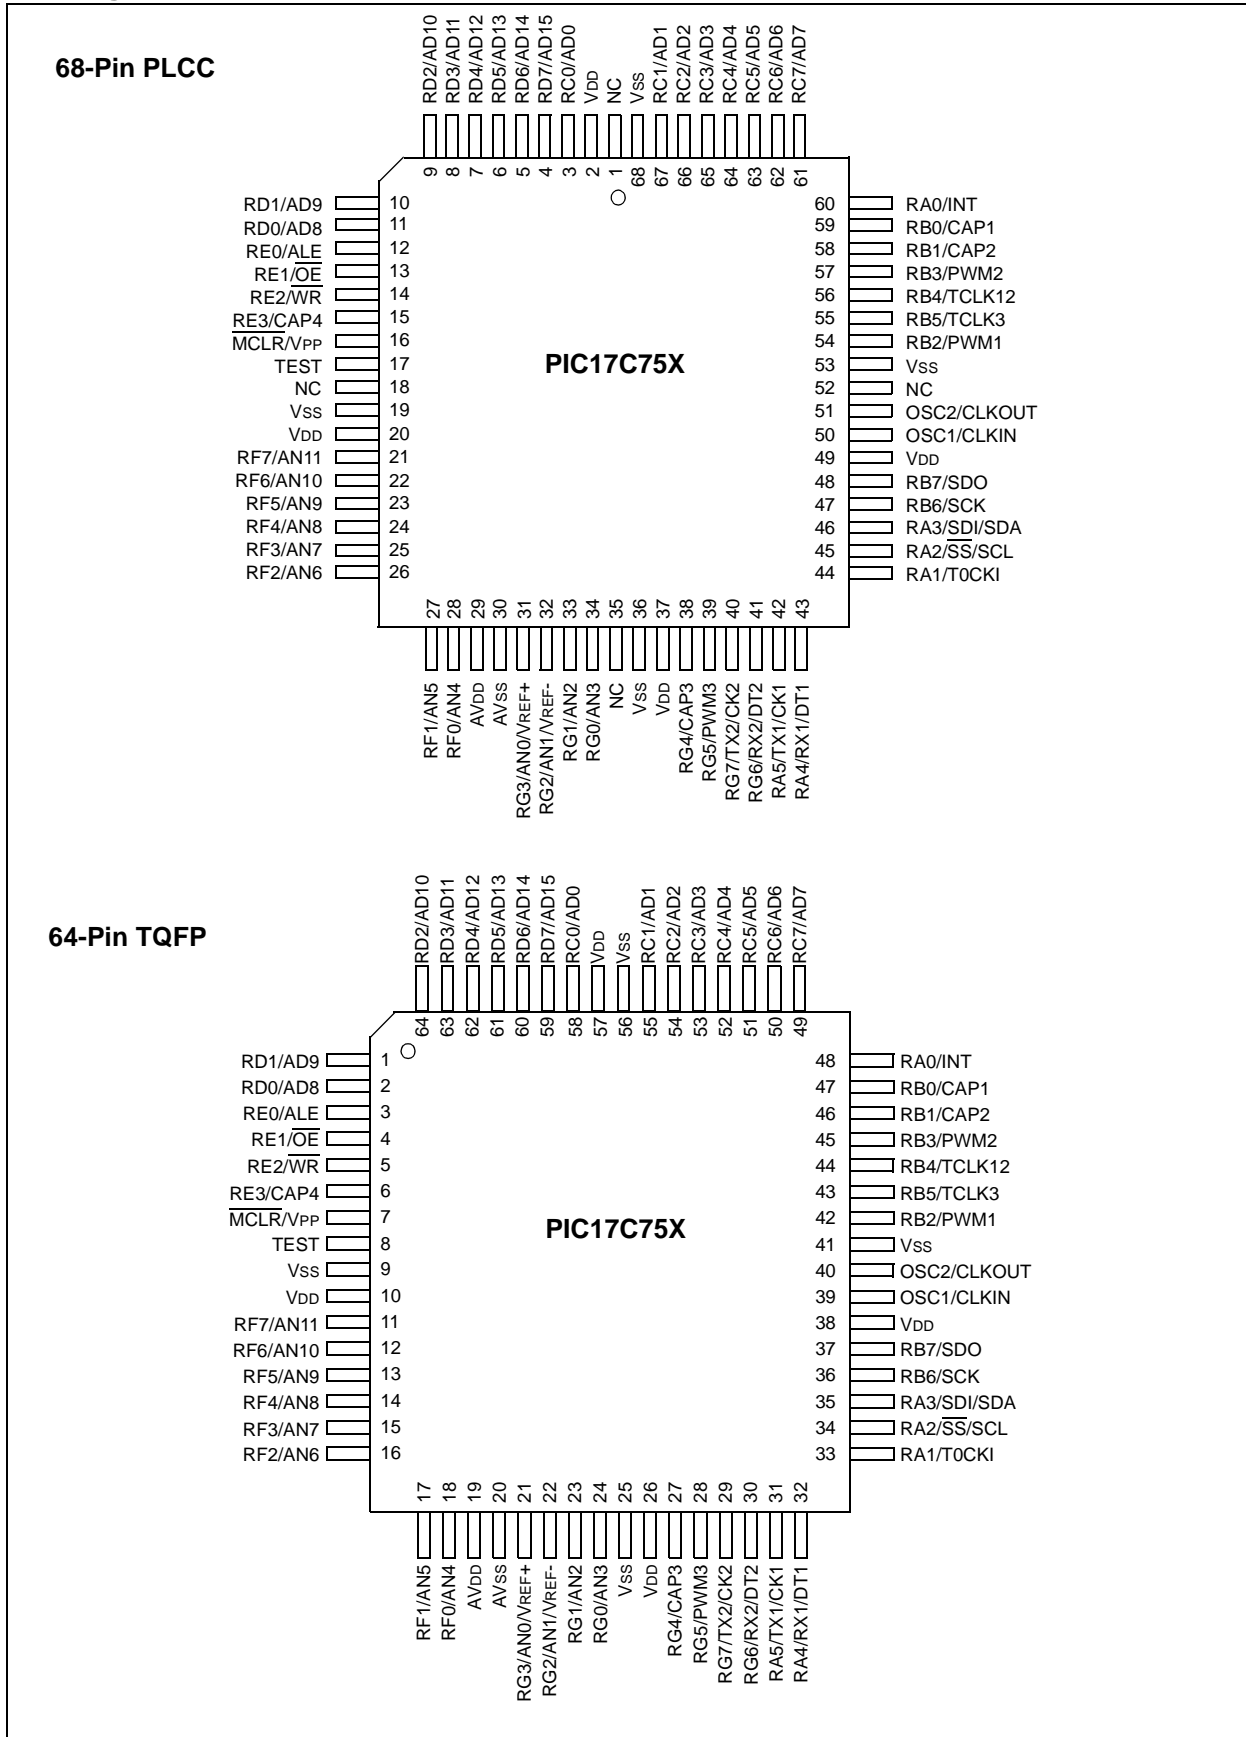 68-Pin PLCC
RD2/AD10
RD3/AD11
RD4/AD12
RD5/AD13
RD6/AD14
RD7/AD15
RC0/AD0
VDD
NC
VSS
RC1/AD1
RC2/AD2
RC3/AD3
RC4/AD4
RC5/AD5
RC6/AD6
RC7/AD7
9 8 7 6 5 4 3 2 1 68 67 66 65 64 63 62 61
RD1/AD9 10
RD0/AD8 11
RE0/ALE 12
RE1/OE 13
RE2/WR 14
RE3/CAP4 15
MCLR/VPP 16
TEST 17
NC 18
VSS 19
VDD 20
RF7/AN11 21
RF6/AN10 22
RF5/AN9 23
RF4/AN8 24
RF3/AN7 25
RF2/AN6 26
PIC17C75X
60 RA0/INT
59 RB0/CAP1
58 RB1/CAP2
57 RB3/PWM2
56 RB4/TCLK12
55 RB5/TCLK3
54 RB2/PWM1
53 VSS
52 NC
51 OSC2/CLKOUT
50 OSC1/CLKIN
49 VDD
48 RB7/SDO
47 RB6/SCK
46 RA3/SDI/SDA
45 RA2/SS/SCL
44 RA1/T0CKI
27 28 29 30 31 32 33 34 35 36 37 38 39 40 41 42 43
RF1/AN5
RF0/AN4
AVDD
AVSS
RG3/AN0/VREF+
RG2/AN1/VREF-
RG1/AN2
RG0/AN3
NC
VSS
VDD
RG4/CAP3
RG5/PWM3
RG7/TX2/CK2
RG6/RX2/DT2
RA5/TX1/CK1
RA4/RX1/DT1
64-Pin TQFP
RD2/AD10
RD3/AD11
RD4/AD12
RD5/AD13
RD6/AD14
RD7/AD15
RC0/AD0
VDD
VSS
RC1/AD1
RC2/AD2
RC3/AD3
RC4/AD4
RC5/AD5
RC6/AD6
RC7/AD7
64 63 62 61 60 59 58 57 56 55 54 53 52 51 50 49
RD1/AD9 1
RD0/AD8 2
RE0/ALE 3
RE1/OE 4
RE2/WR 5
RE3/CAP4 6
MCLR/VPP 7
TEST 8
VSS 9
VDD 10
RF7/AN11 11
RF6/AN10 12
RF5/AN9 13
RF4/AN8 14
RF3/AN7 15
RF2/AN6 16
PIC17C75X
48 RA0/INT
47 RB0/CAP1
46 RB1/CAP2
45 RB3/PWM2
44 RB4/TCLK12
43 RB5/TCLK3
42 RB2/PWM1
41 VSS
40 OSC2/CLKOUT
39 OSC1/CLKIN
38 VDD
37 RB7/SDO
36 RB6/SCK
35 RA3/SDI/SDA
34 RA2/SS/SCL
33 RA1/T0CKI
17 18 19 20 21 22 23 24 25 26 27 28 29 30 31 32
RF1/AN5
RF0/AN4
AVDD
AVSS
RG3/AN0/VREF+
RG2/AN1/VREF-
RG1/AN2
RG0/AN3
VSS
VDD
RG4/CAP3
RG5/PWM3
RG7/TX2/CK2
RG6/RX2/DT2
RA5/TX1/CK1
RA4/RX1/DT1